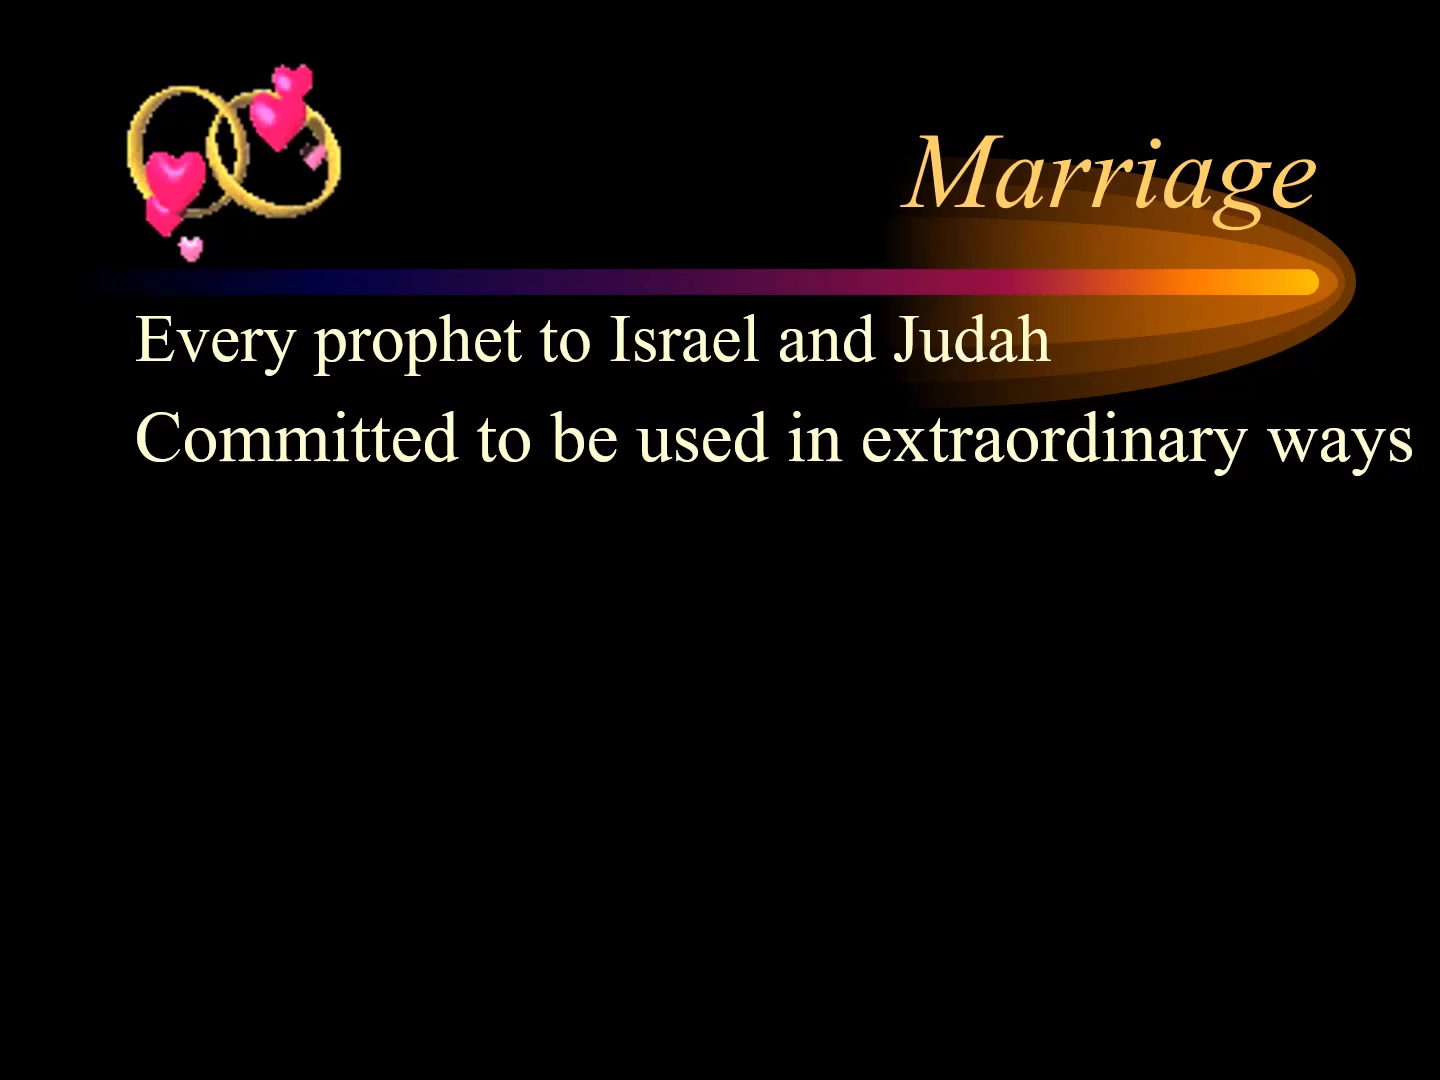 Marriage
Every prophet to Israel and Judah
Committed to be used in extraordinary ways